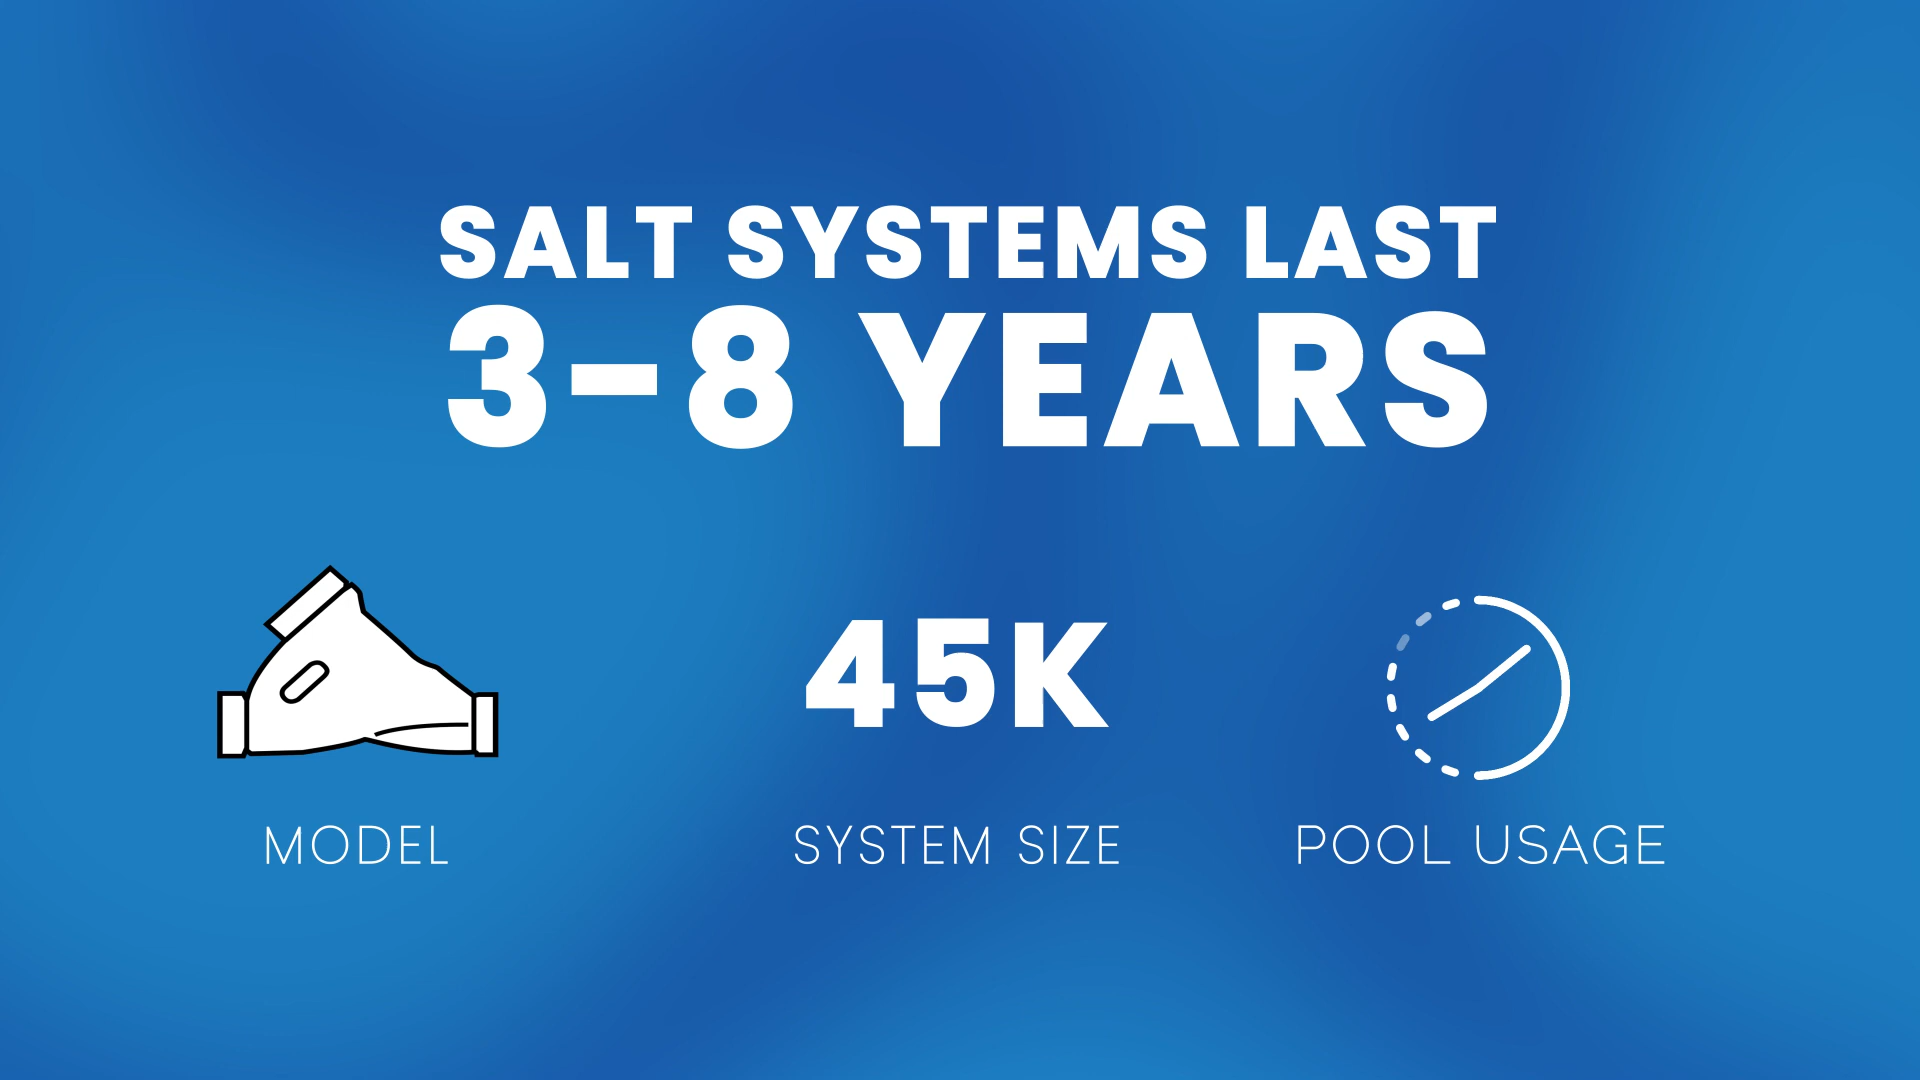 SALT SYSTEMS LAST
3-8 YEARS
45K
MODEL
SYSTEM SIZE
POOL USAGE